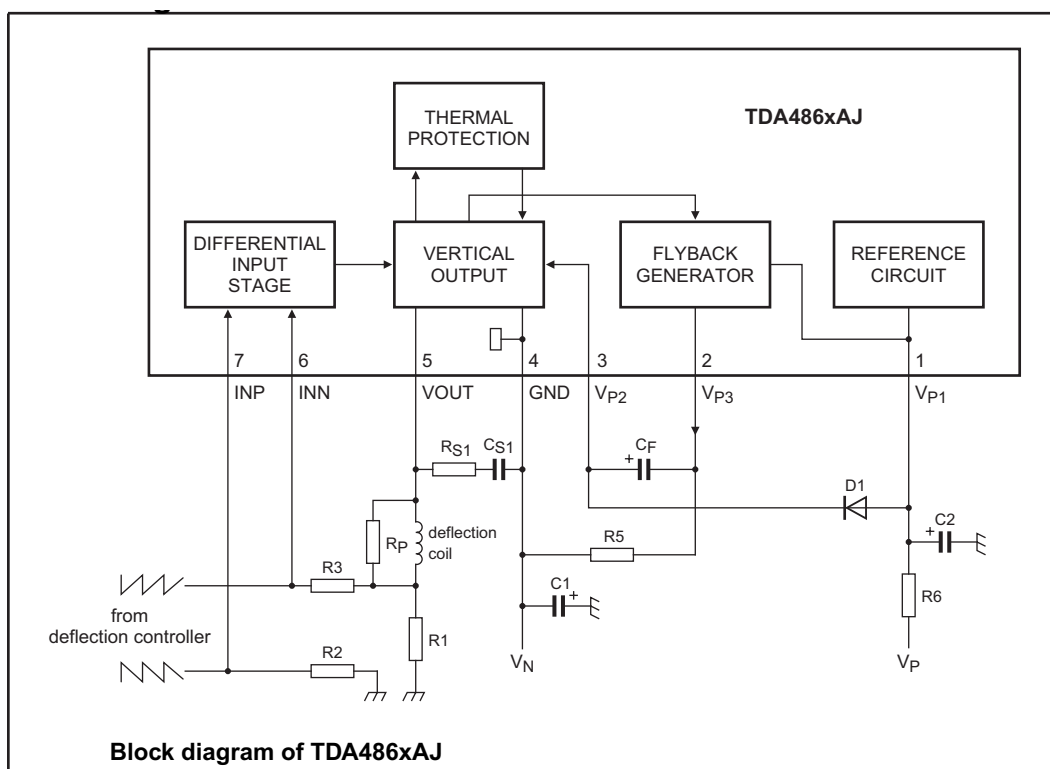 THERMAL
PROTECTION
TDA486xAJ
DIFFERENTIAL
INPUT
STAGE
VERTICAL
OUTPUT
FLYBACK
GENERATOR
REFERENCE
CIRCUIT
7 6 5 4 3 2 1
INP INN VOUT GND VP2 VP3 VP1
RS1 CS1 + CF
D1
RP deflection
coil
R5 + C2
R3
C1 + R6
from
deflection controller
R1
R2 VN VP
Block diagram of TDA486xAJ